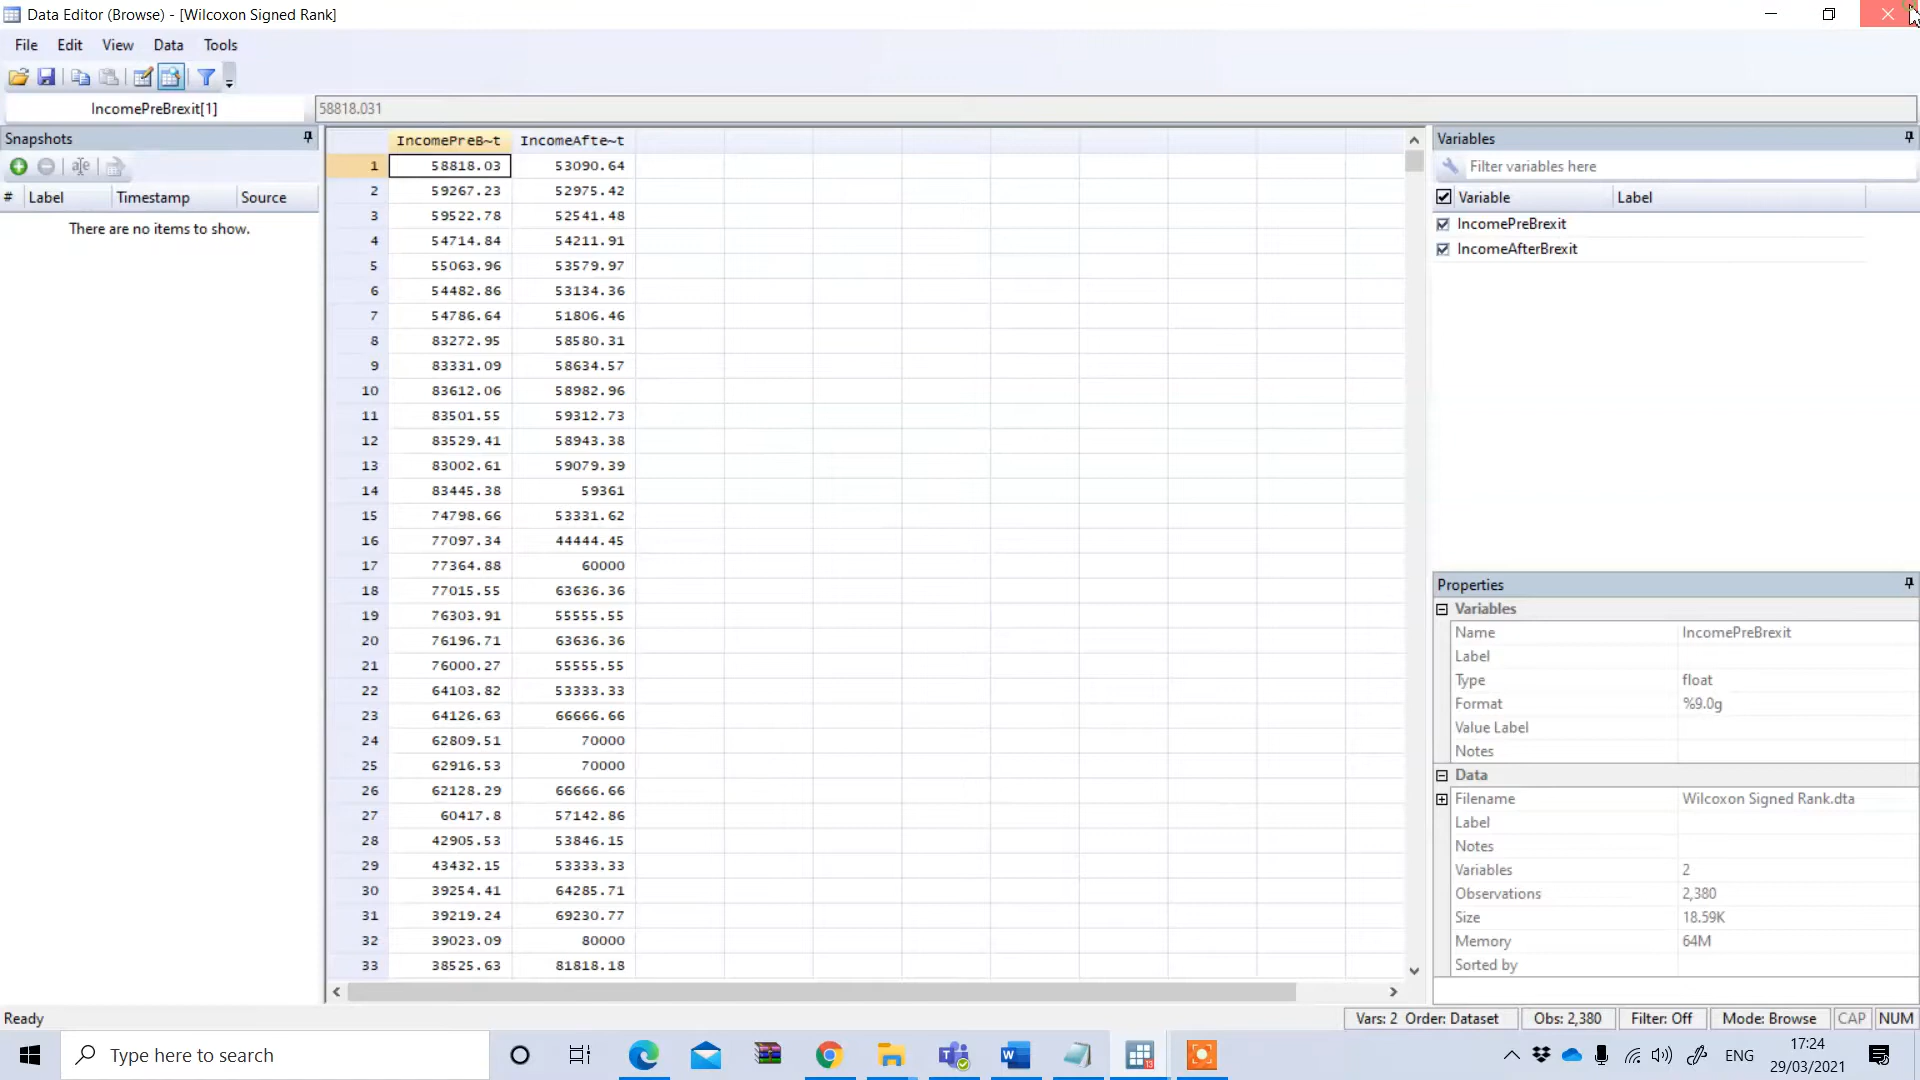 Data Editor (Browse) - [Wilcoxon Signed Rank]
File Edit View Data Tools
IncomePreBrexit[1] 58818.031
Snapshots
# Label Timestamp Source
There are no items to show.
IncomePreB~t IncomeAfte~t
1 58818.03 53090.64
2 59267.23 52975.42
3 59522.78 52541.48
4 54714.84 54211.91
5 55063.96 53579.97
6 54482.86 53134.36
7 54786.64 51806.46
8 83272.95 58580.31
9 83331.09 58634.57
10 83612.06 58982.96
11 83501.55 59312.73
12 83529.41 58943.38
13 83002.61 59079.39
14 83445.38 59361
15 74798.66 53331.62
16 77097.34 44444.45
17 77364.88 60000
18 77015.55 63636.36
19 76303.91 55555.55
20 76196.71 63636.36
21 76000.27 55555.55
22 64103.82 53333.33
23 64126.63 66666.66
24 62809.51 70000
25 62916.53 70000
26 62128.29 66666.66
27 60417.8 57142.86
28 42905.53 53846.15
29 43432.15 53333.33
30 39254.41 64285.71
31 39219.24 69230.77
32 39023.09 80000
33 38525.63 81818.18
Variables
Filter variables here
Variable Label
IncomePreBrexit
IncomeAfterBrexit
Properties
Variables
Name IncomePreBrexit
Label
Type float
Format %9.0g
Value Label
Notes
Data
Filename Wilcoxon Signed Rank.dta
Label
Notes
Variables 2
Observations 2,380
Size 18.59K
Memory 64M
Sorted by
Ready
Vars: 2 Order: Dataset Obs: 2,380 Filter: Off Mode: Browse CAP NUM
Type here to search
ENG
17:24
29/03/2021